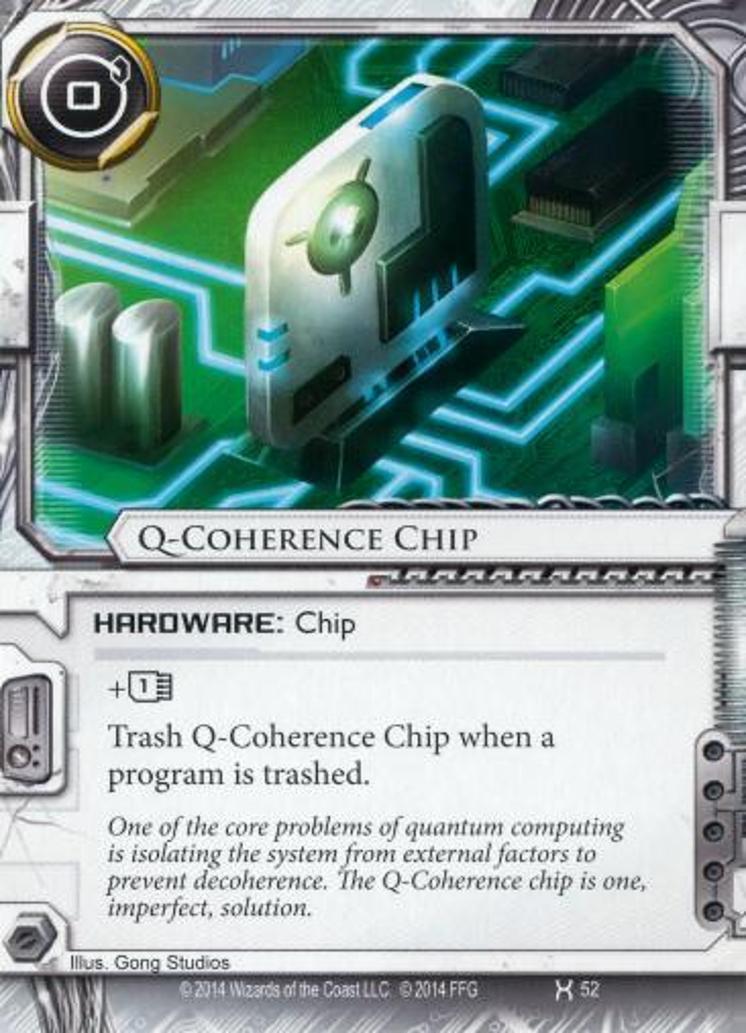 Q-Coherence Chip
HARDWARE: Chip
+1
Trash Q-Coherence Chip when a
program is trashed.
One of the core problems of quantum computing
is isolating the system from external factors to
prevent decoherence. The Q-Coherence chip is one,
imperfect, solution.
Illus. Gong Studios
© 2014 Wizards of the Coast LLC © 2014 FFG 52